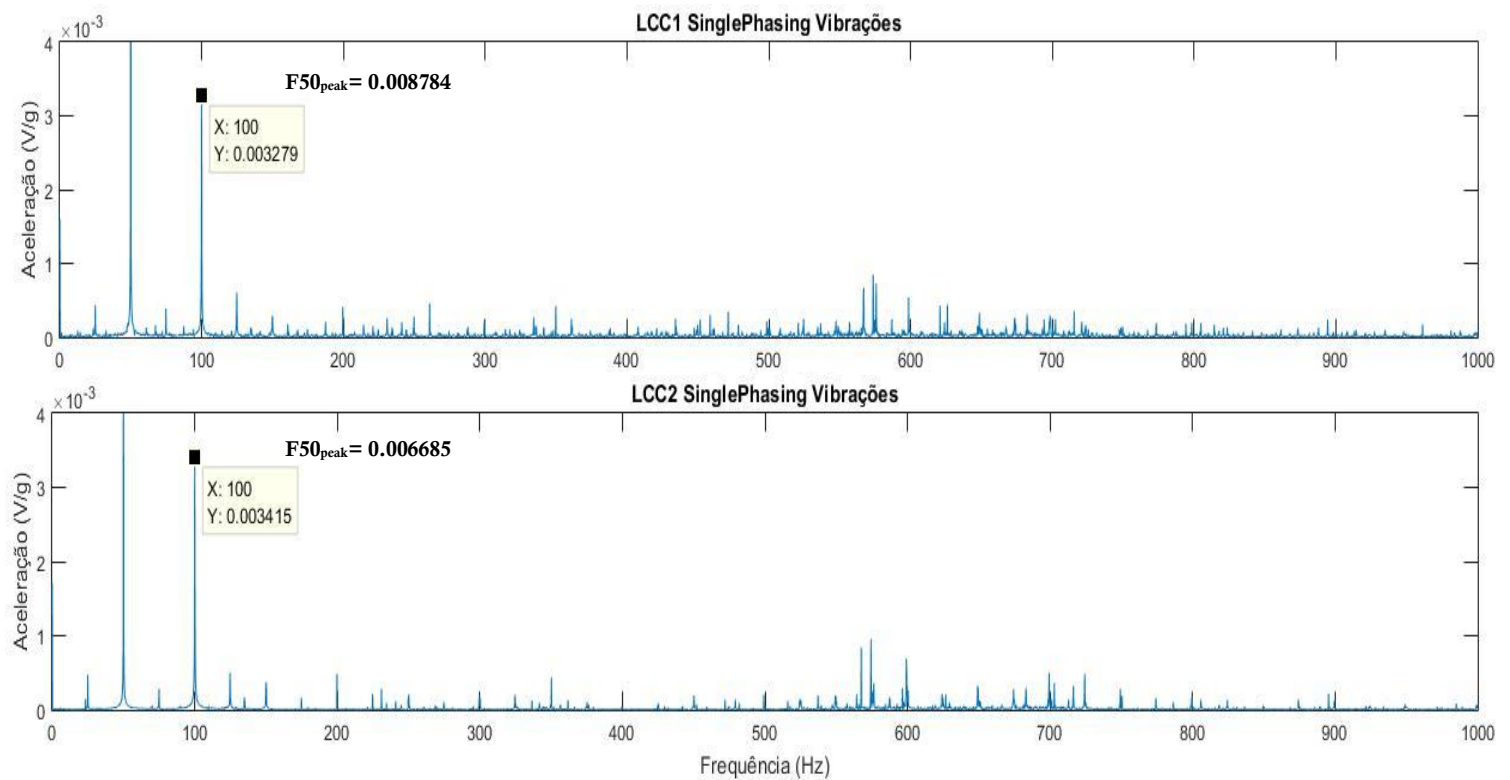 LCC1 SinglePhasing Vibrações
×10⁻³
F50peak= 0.008784
X: 100
Y: 0.003279
Aceleração (V/g)
4
3
2
1
0
0 100 200 300 400 500 600 700 800 900 1000
LCC2 SinglePhasing Vibrações
×10⁻³
F50peak= 0.006685
X: 100
Y: 0.003415
Aceleração (V/g)
4
3
2
1
0
0 100 200 300 400 500 600 700 800 900 1000
Frequência (Hz)